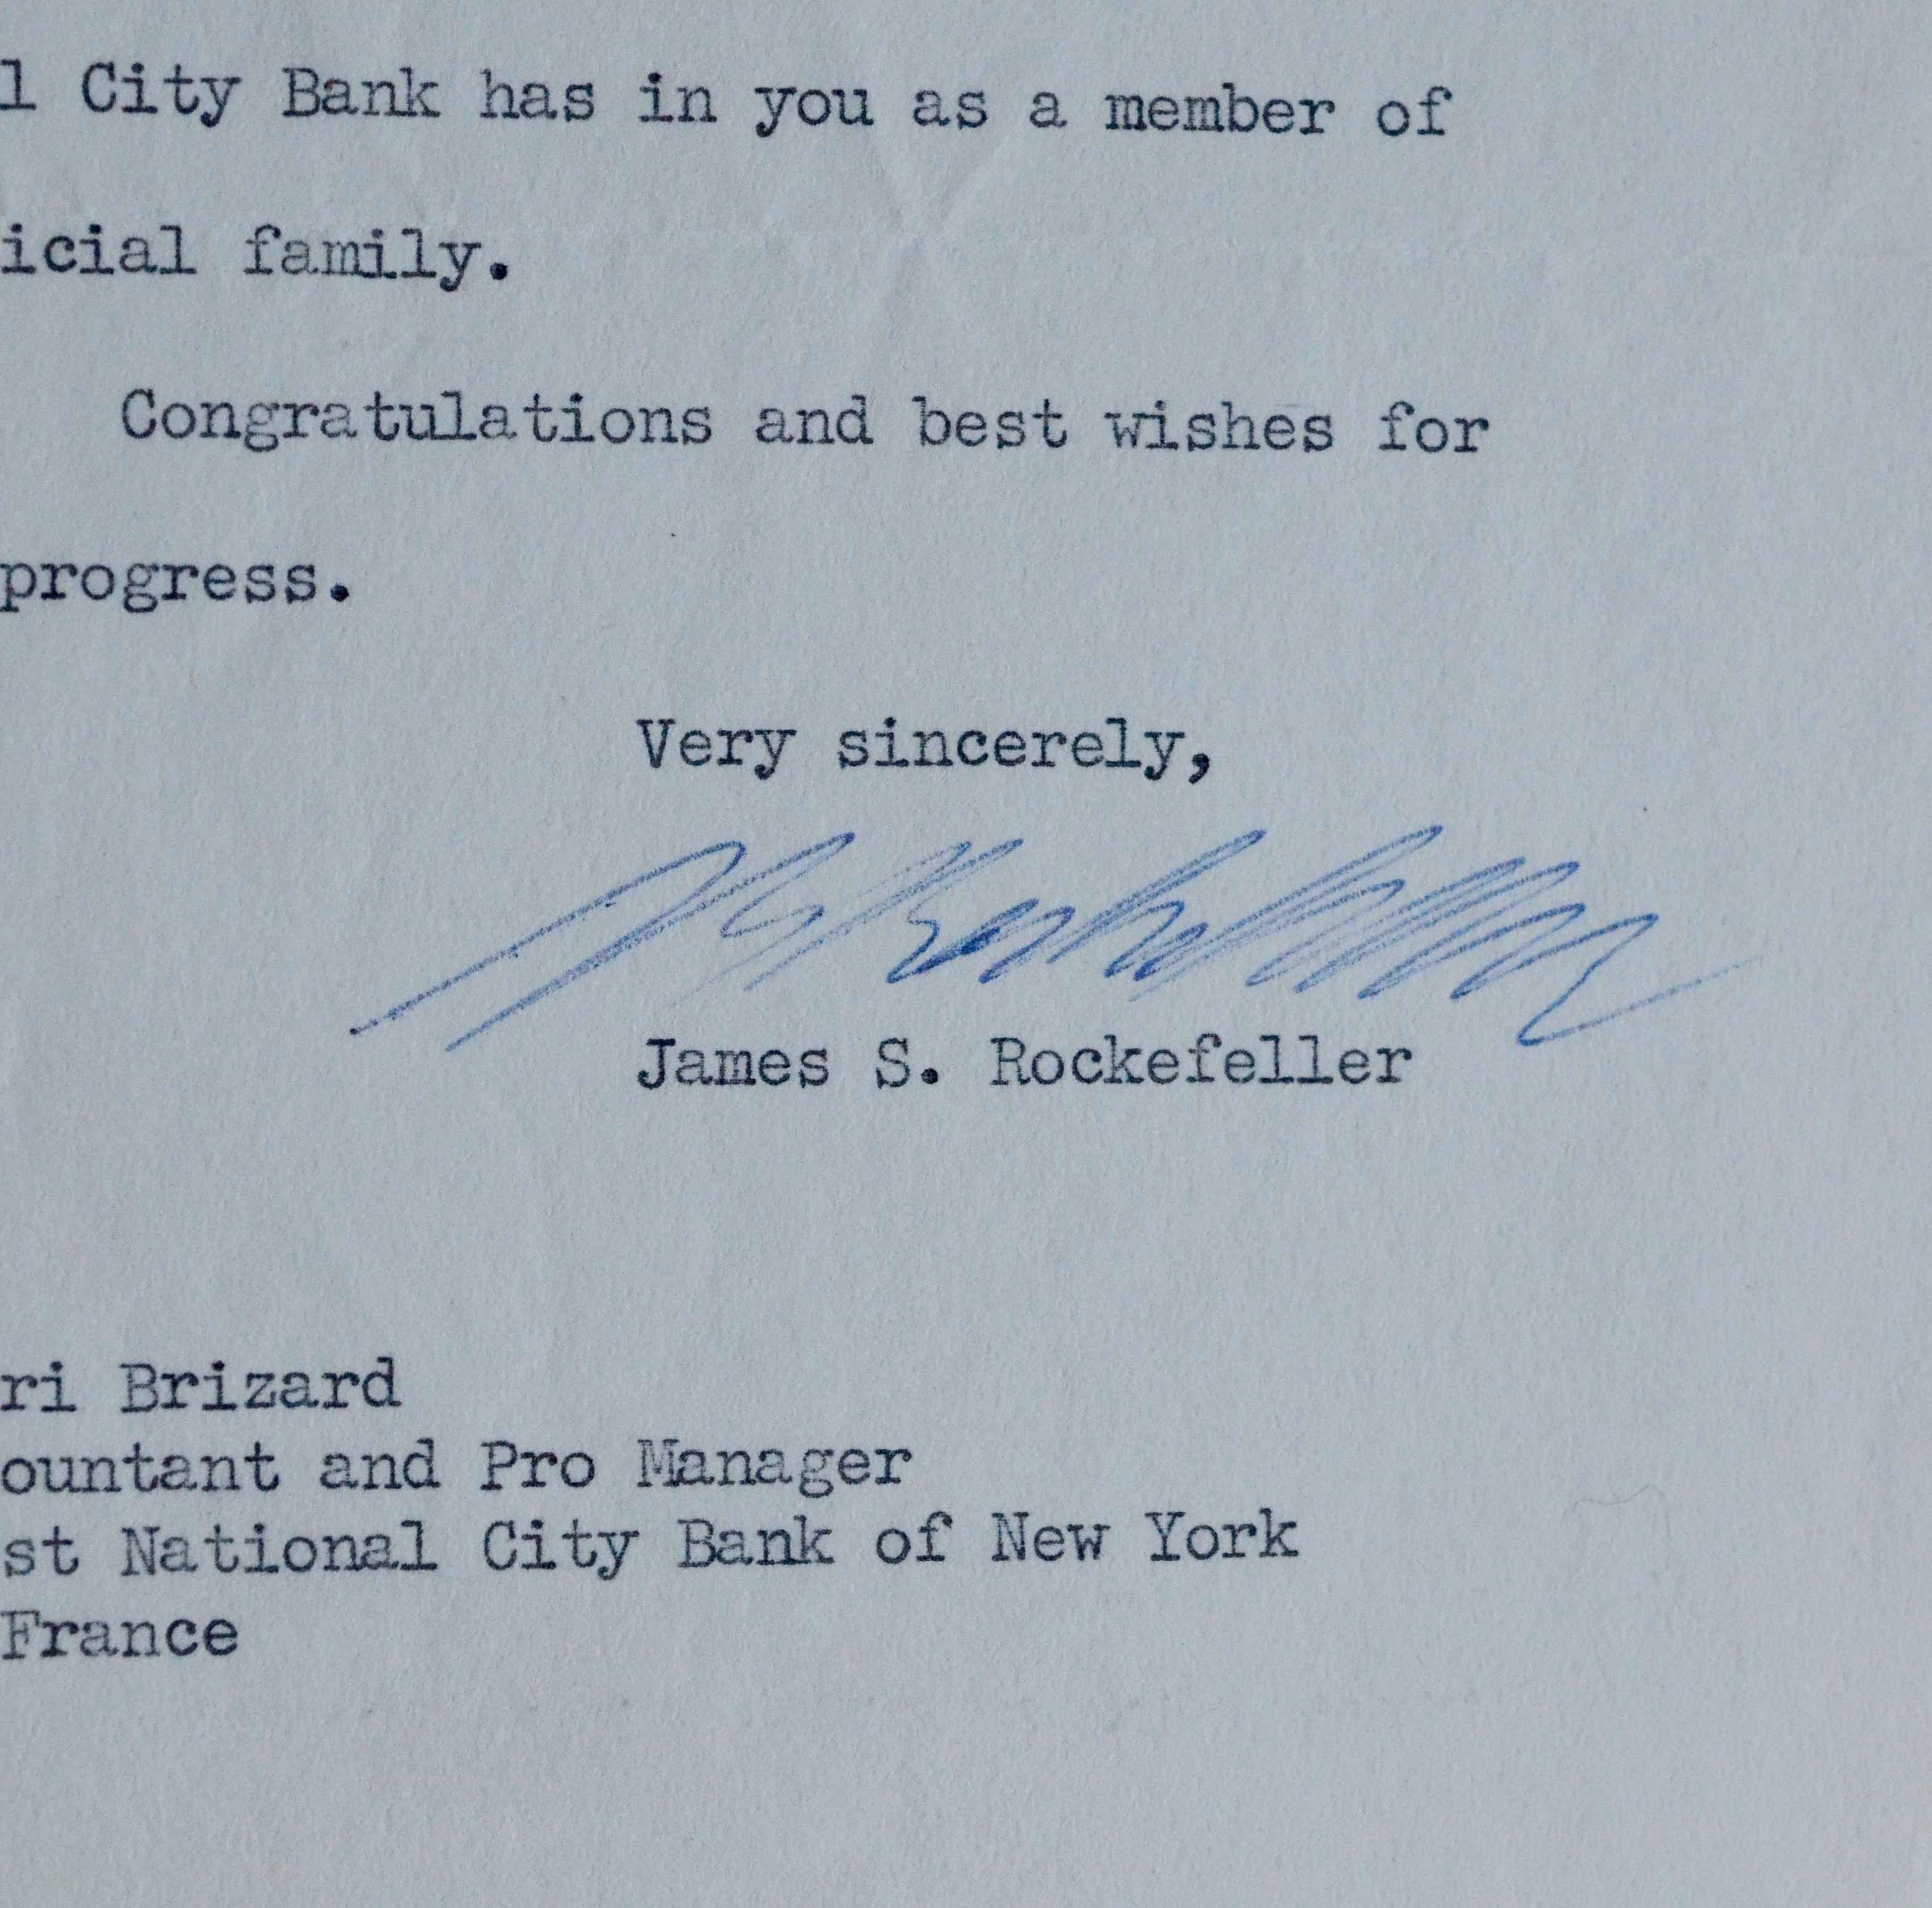 l City Bank has in you as a member of
icial family.
Congratulations and best wishes for
progress.
Very sincerely,
James S. Rockefeller
ri Brizard
ountant and Pro Manager
st National City Bank of New York
France